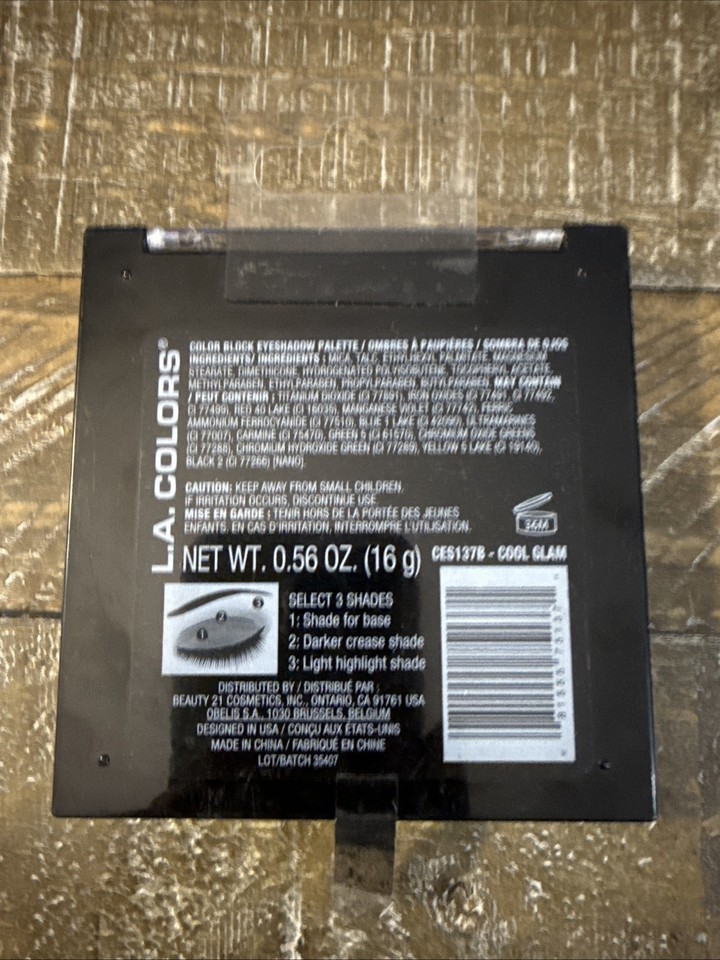 L.A. COLORS®
COLOR BLOCK EYESHADOW PALETTE / OMBRES À PAUPIÈRES / SOMBRA DE OJOS
INGREDIENTS/ INGRÉDIENTS : MICA, TALC, ETHYLHEXYL PALMITATE, MAGNESIUM
STEARATE, DIMETHICONE, HYDROGENATED POLYISOBUTENE, TOCOPHERYL ACETATE,
METHYLPARABEN, ETHYLPARABEN, PROPYLPARABEN, BUTYLPARABEN. MAY CONTAIN
/ PEUT CONTENIR : TITANIUM DIOXIDE (CI 77891), IRON OXIDES (CI 77491, CI 77492,
CI 77499), RED 40 LAKE (CI 16035), MANGANESE VIOLET (CI 77742), FERRIC
AMMONIUM FERROCYANIDE (CI 77510), BLUE 1 LAKE (CI 42090), ULTRAMARINES
(CI 77007), CARMINE (CI 75470), GREEN 5 (CI 61570), CHROMIUM OXIDE GREENS
(CI 77288), CHROMIUM HYDROXIDE GREEN (CI 77289), YELLOW 5 LAKE (CI 19140),
BLACK 2 (CI 77266) [NANO].
CAUTION: KEEP AWAY FROM SMALL CHILDREN.
IF IRRITATION OCCURS, DISCONTINUE USE.
MISE EN GARDE : TENIR HORS DE LA PORTÉE DES JEUNES
ENFANTS. EN CAS D'IRRITATION, INTERROMPRE L'UTILISATION.
NET WT. 0.56 OZ. (16 g)
CES137B - COOL GLAM
1
2
3
SELECT 3 SHADES
1: Shade for base
2: Darker crease shade
3: Light highlight shade
DISTRIBUTED BY / DISTRIBUÉ PAR :
BEAUTY 21 COSMETICS, INC., ONTARIO, CA 91761 USA
OBELIS S.A., 1030 BRUSSELS, BELGIUM
DESIGNED IN USA / CONÇU AUX ÉTATS-UNIS
MADE IN CHINA / FABRIQUÉ EN CHINE
LOT/BATCH 35407